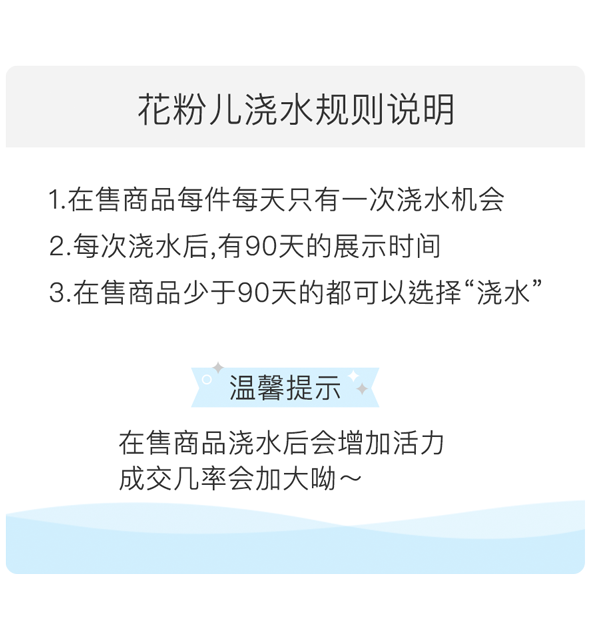 花粉儿浇水规则说明
1.在售商品每件每天只有一次浇水机会
2.每次浇水后,有90天的展示时间
3.在售商品少于90天的都可以选择“浇水”
温馨提示
在售商品浇水后会增加活力
成交几率会加大呦～